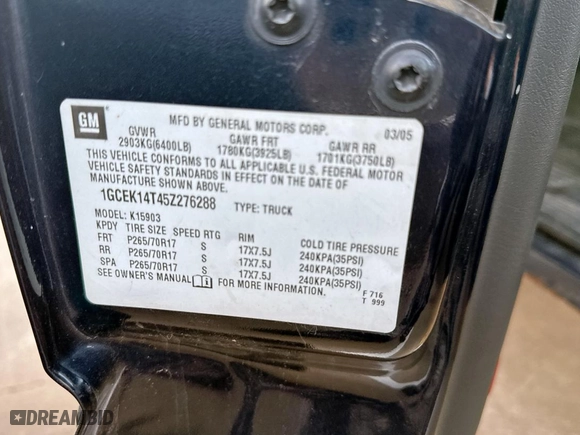 GM
MFD BY GENERAL MOTORS CORP. 03/05
GVWR GAWR FRT GAWR RR
2903KG(6400LB) 1780KG(3925LB) 1701KG(3750LB)
THIS VEHICLE CONFORMS TO ALL APPLICABLE U.S. FEDERAL MOTOR
VEHICLE SAFETY STANDARDS IN EFFECT ON THE DATE OF
MANUFACTURE SHOWN ABOVE.
1GCEK14T45Z276288 TYPE: TRUCK
MODEL: K15903
KPDY TIRE SIZE SPEED RTG RIM COLD TIRE PRESSURE
FRT P265/70R17 S 17X7.5J 240KPA(35PSI)
RR P265/70R17 S 17X7.5J 240KPA(35PSI)
SPA P265/70R17 S 17X7.5J 240KPA(35PSI)
SEE OWNER'S MANUAL FOR MORE INFORMATION.
F 716
T 999
DREAMBID